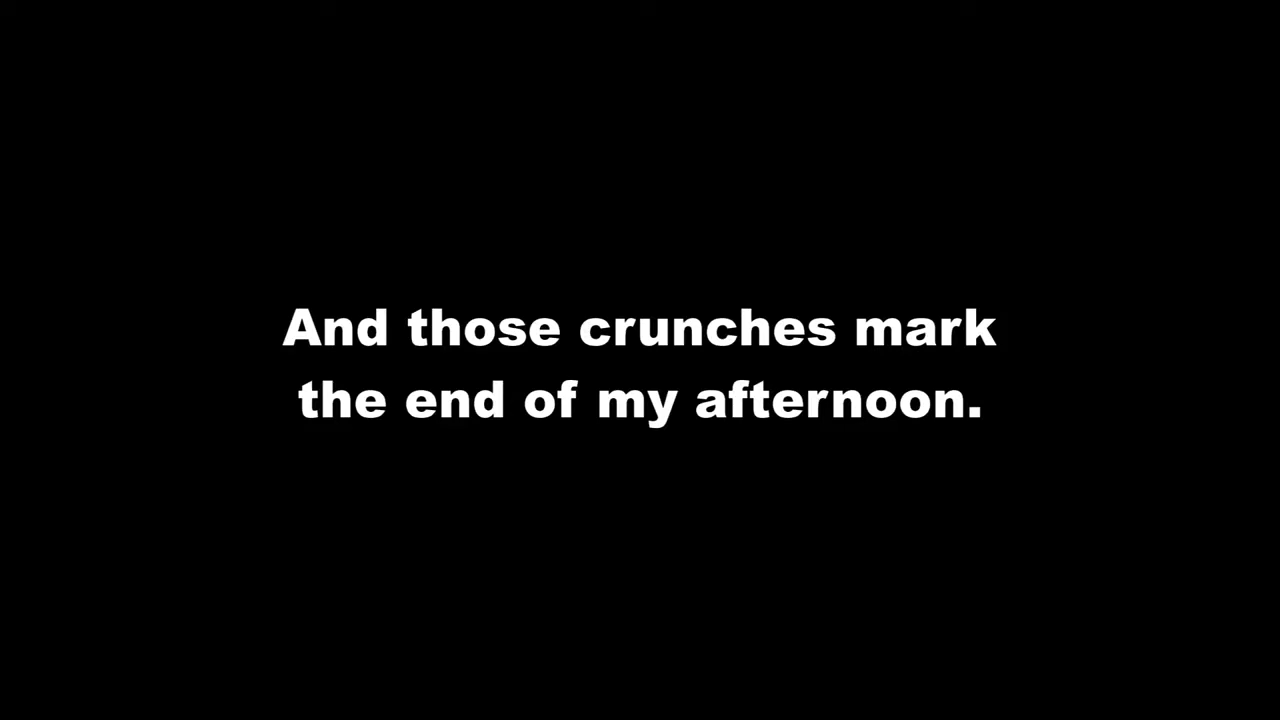 And those crunches mark
the end of my afternoon.